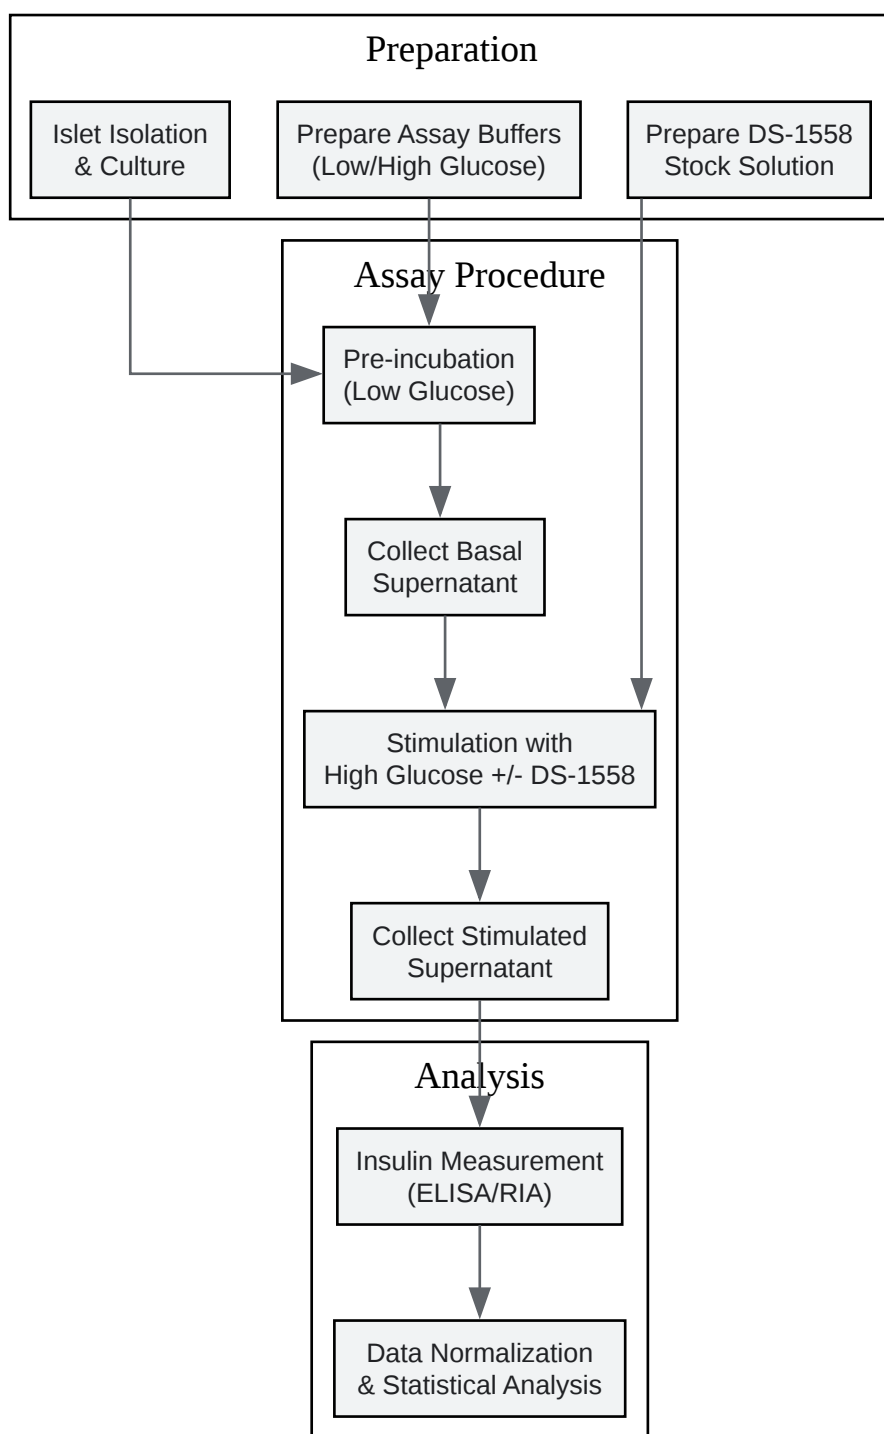 Preparation
Islet Isolation
& Culture
Prepare Assay Buffers
(Low/High Glucose)
Prepare DS-1558
Stock Solution
Assay Procedure
Pre-incubation
(Low Glucose)
Collect Basal
Supernatant
Stimulation with
High Glucose +/- DS-1558
Collect Stimulated
Supernatant
Analysis
Insulin Measurement
(ELISA/RIA)
Data Normalization
& Statistical Analysis